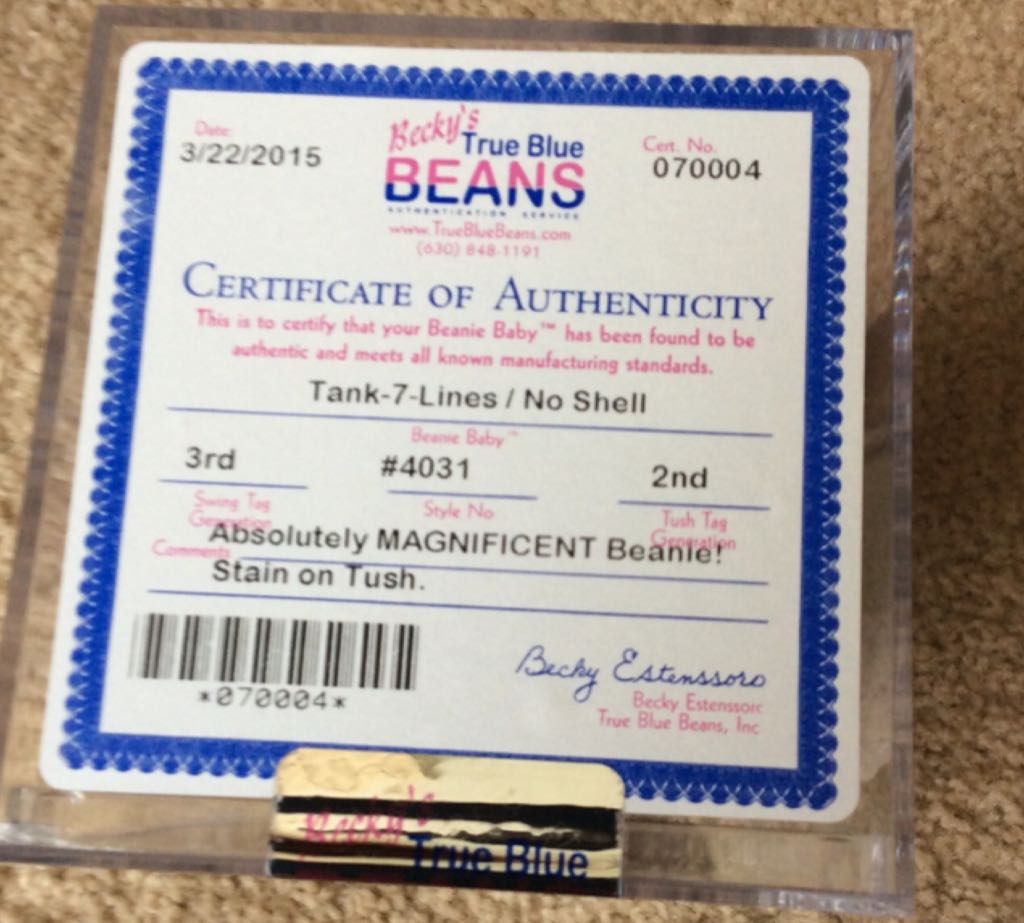 Date:
3/22/2015
Becky's
True Blue
BEANS
AUTHENTICATION SERVICE
www.TrueBlueBeans.com
(630) 848-1191
Cert. No.
070004
CERTIFICATE OF AUTHENTICITY
This is to certify that your Beanie Baby™ has been found to be
authentic and meets all known manufacturing standards.
Tank-7-Lines / No Shell
Beanie Baby™
3rd #4031 2nd
Swing Tag Generation
Style No
Tush Tag Generation
Comments Absolutely MAGNIFICENT Beanie!
Stain on Tush.
*070004*
Becky Estenssoro
Becky Estenssoro
True Blue Beans, Inc
Becky's
True Blue